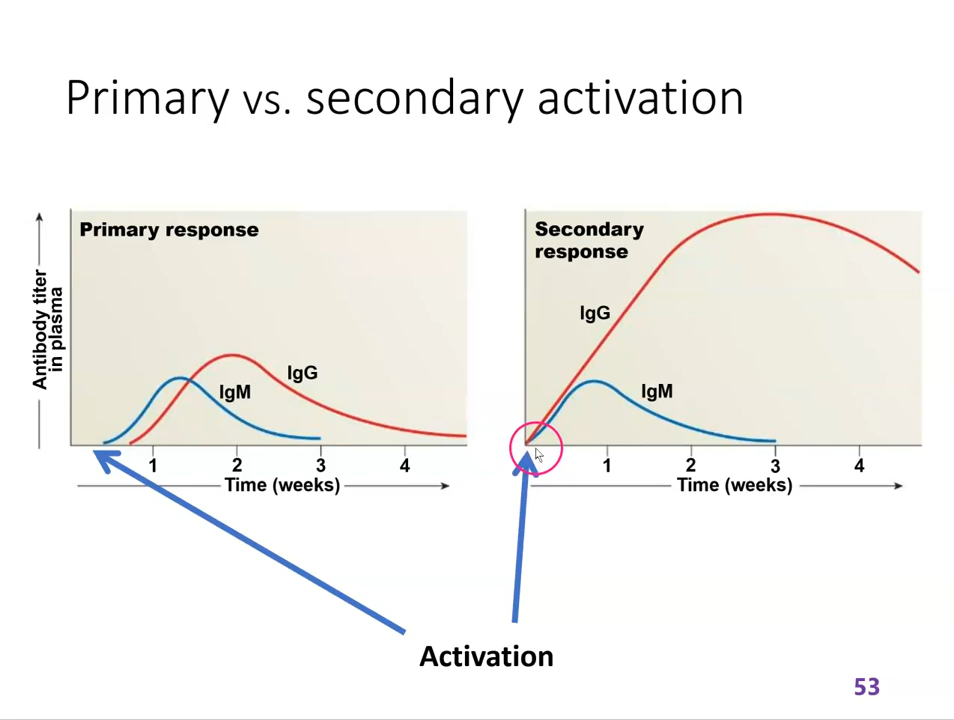 Primary vs. secondary activation
Primary response
Antibody titer
in plasma
IgM
IgG
1
2
3
4
Time (weeks)
Secondary
response
IgG
IgM
1
2
3
4
Time (weeks)
Activation
53